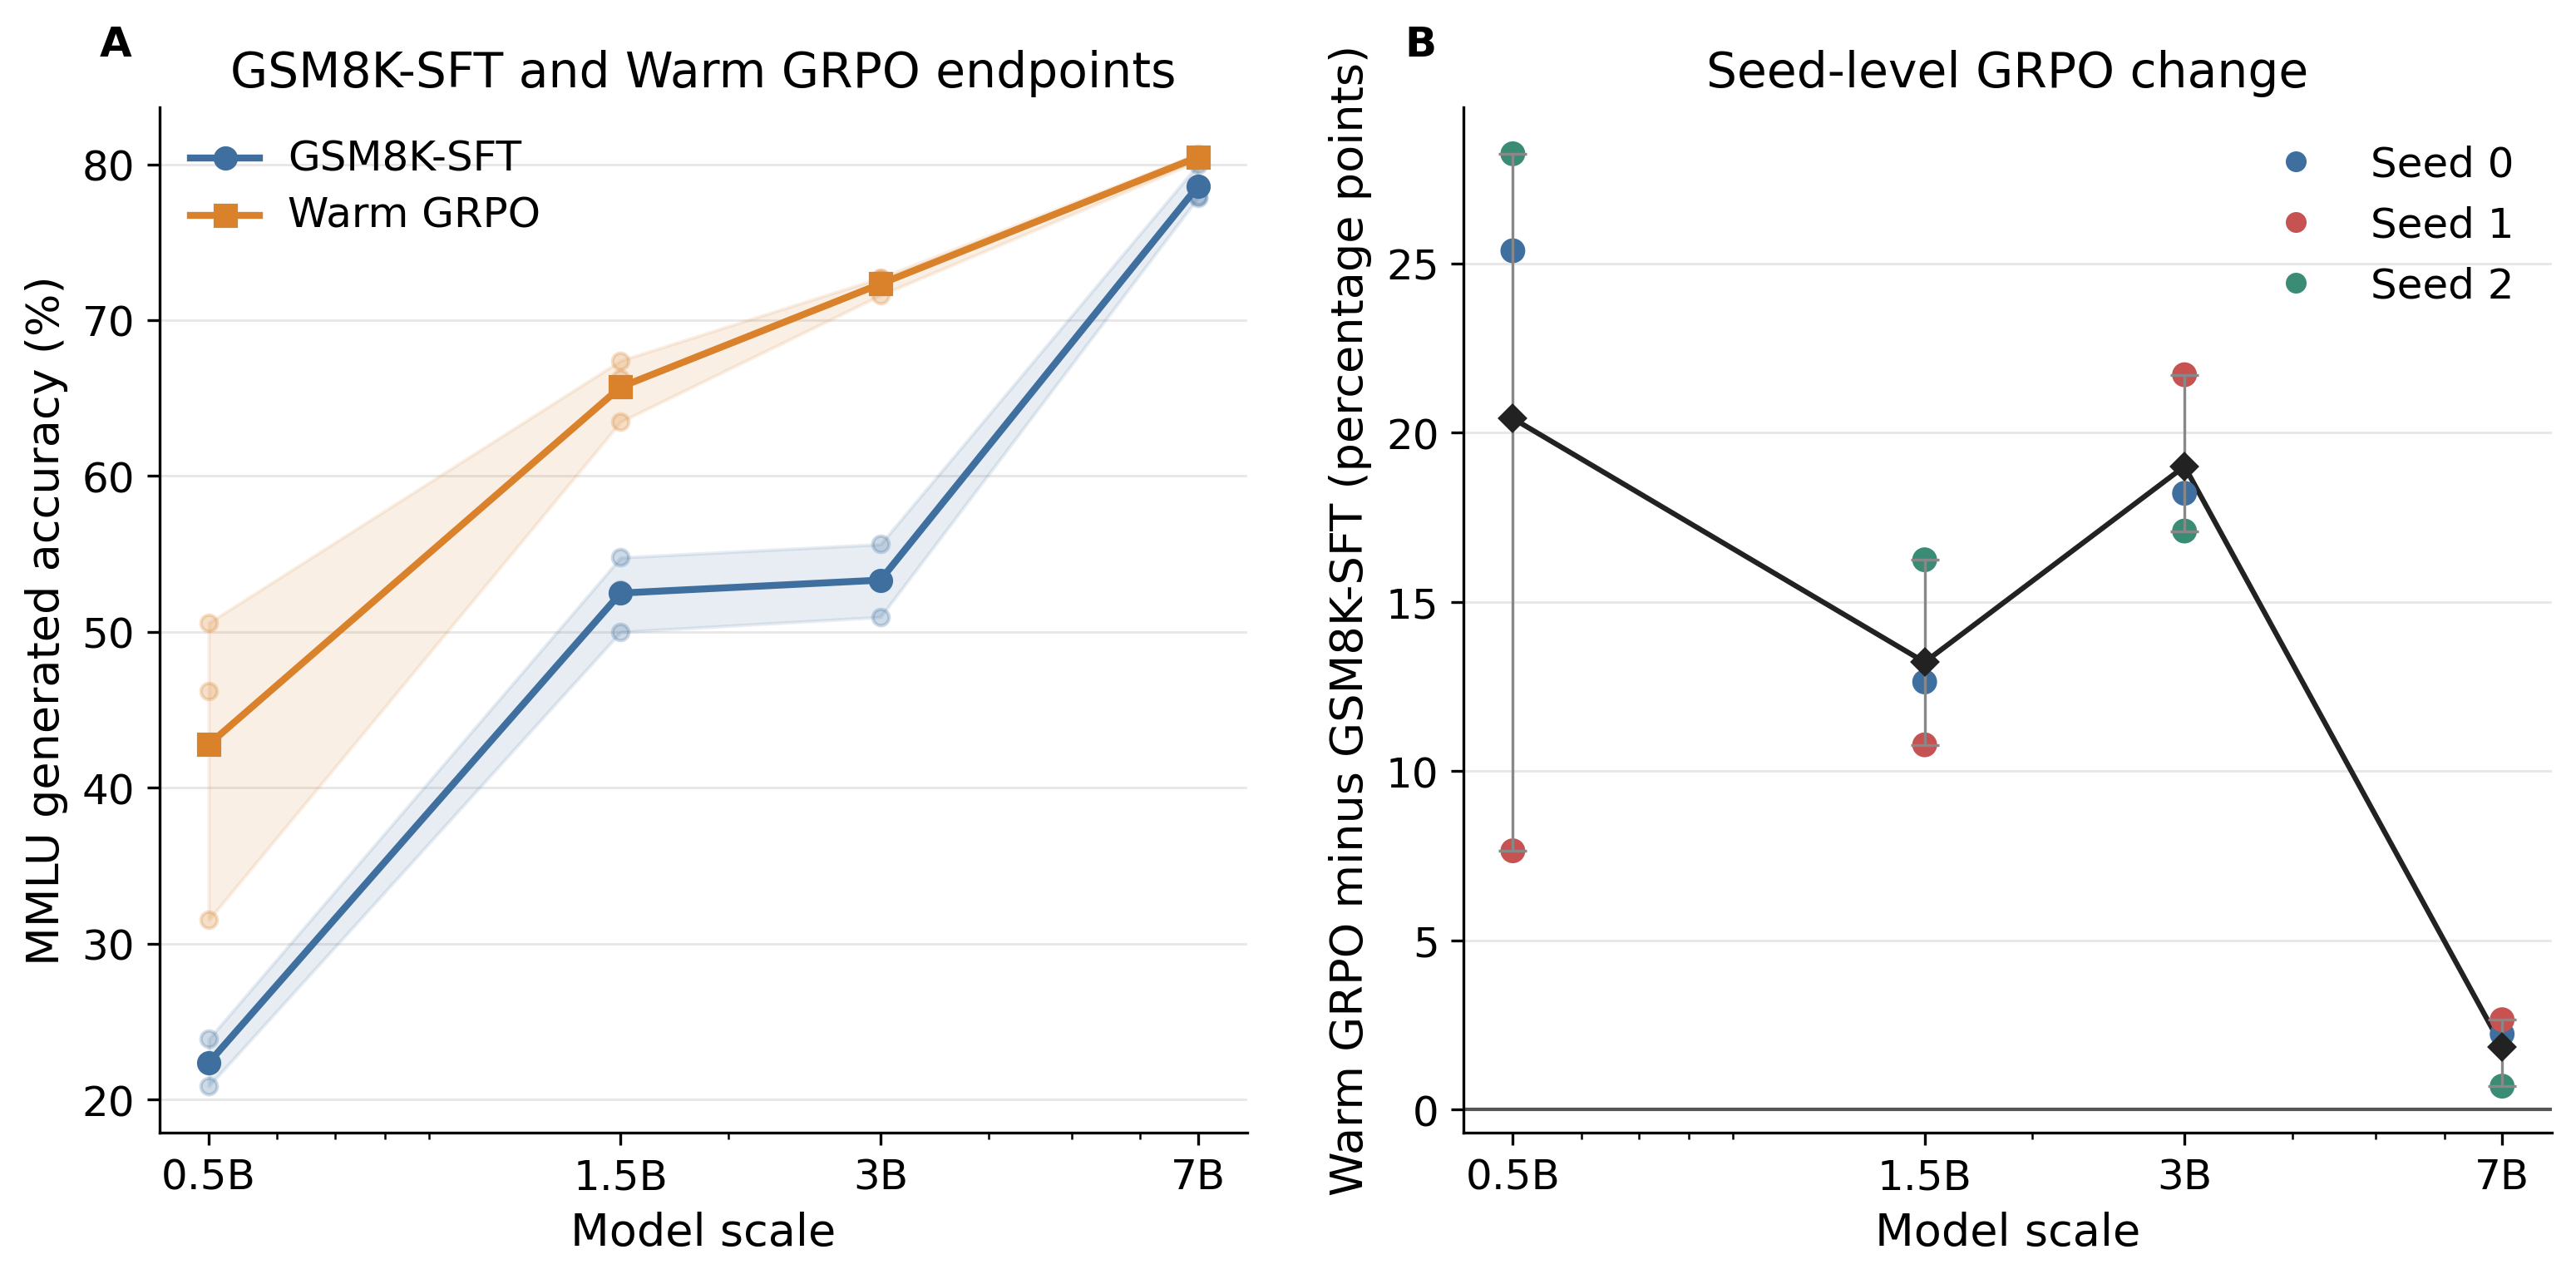 A
GSM8K-SFT and Warm GRPO endpoints
GSM8K-SFT
Warm GRPO
MMLU generated accuracy (%)
80
70
60
50
40
30
20
0.5B
1.5B
3B
7B
Model scale
B
Seed-level GRPO change
Seed 0
Seed 1
Seed 2
Warm GRPO minus GSM8K-SFT (percentage points)
25
20
15
10
5
0
0.5B
1.5B
3B
7B
Model scale